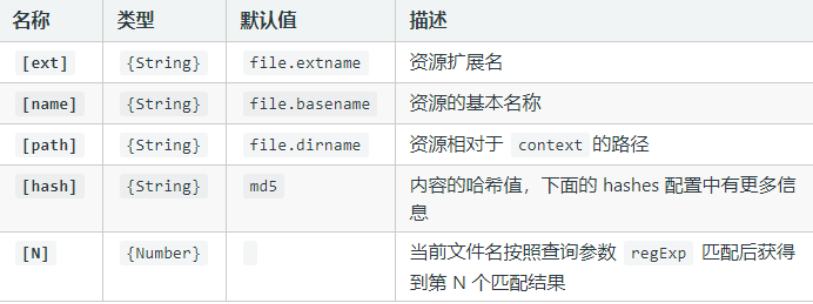 名称 类型 默认值 描述
[ext] {String} file.extname 资源扩展名
[name] {String} file.basename 资源的基本名称
[path] {String} file.dirname 资源相对于 context 的路径
[hash] {String} md5 内容的哈希值，下面的 hashes 配置中有更多信
息
[N] {Number} 当前文件名按照查询参数 regExp 匹配后获得
到第 N 个匹配结果